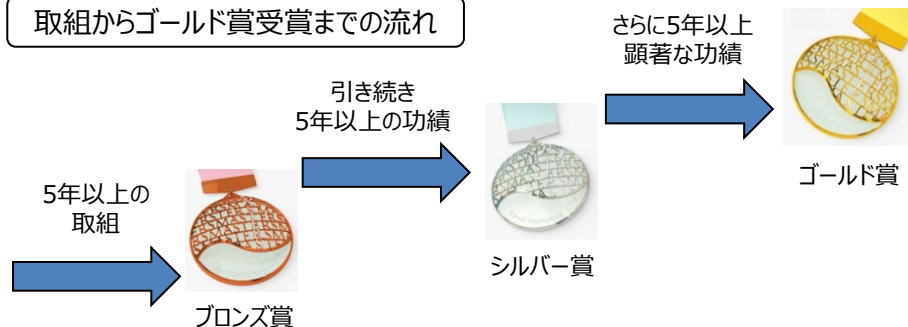 取組からゴールド賞受賞までの流れ
5年以上の
取組
ブロンズ賞
引き続き
5年以上の功績
シルバー賞
さらに5年以上
顕著な功績
ゴールド賞